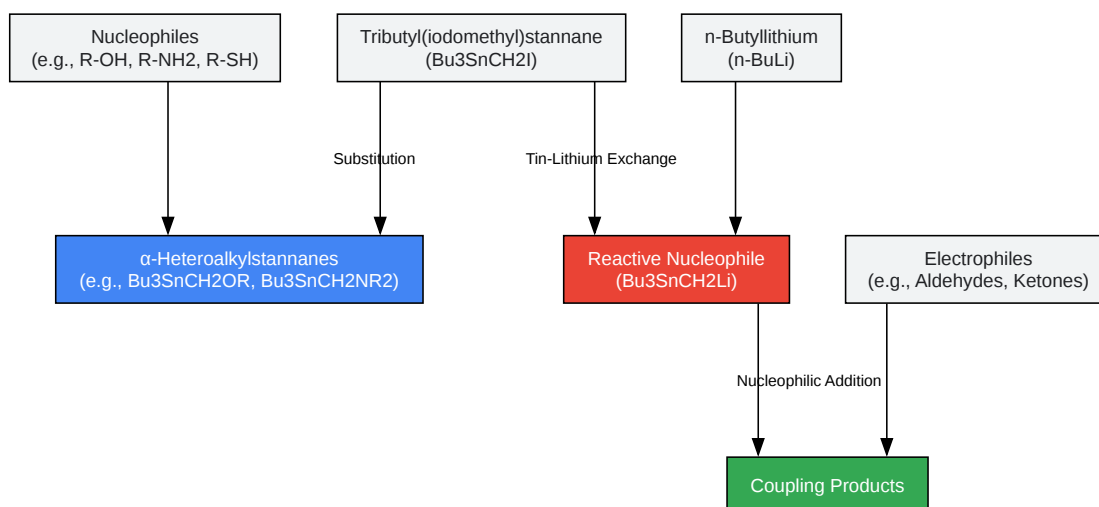 Nucleophiles
(e.g., R-OH, R-NH2, R-SH)
Tributyl(iodomethyl)stannane
(Bu3SnCH2I)
n-Butyllithium
(n-BuLi)
Substitution
Tin-Lithium Exchange
α-Heteroalkylstannanes
(e.g., Bu3SnCH2OR, Bu3SnCH2NR2)
Reactive Nucleophile
(Bu3SnCH2Li)
Electrophiles
(e.g., Aldehydes, Ketones)
Nucleophilic Addition
Coupling Products